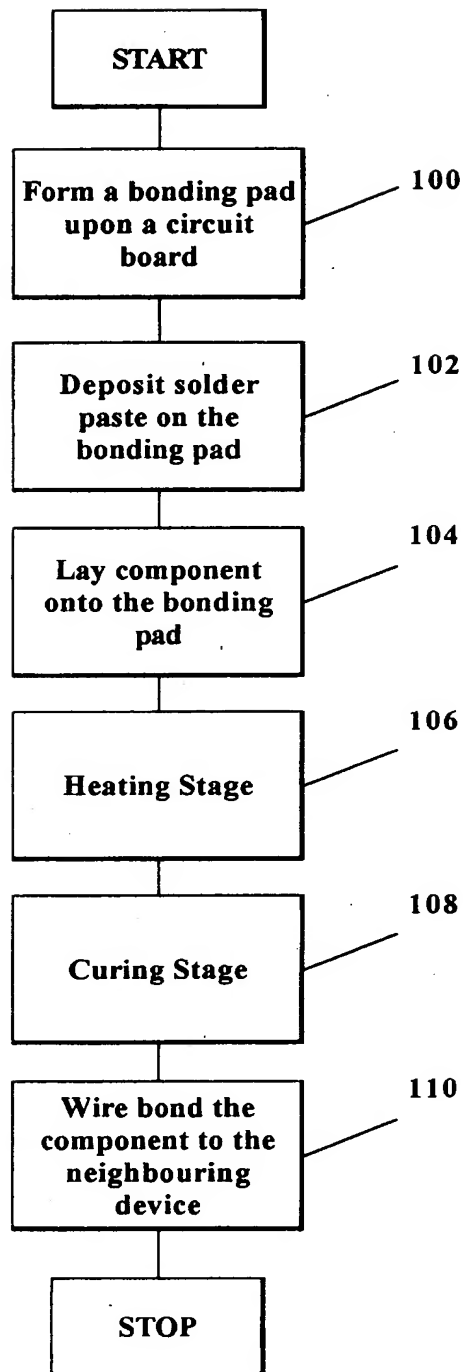 START
Form a bonding pad
upon a circuit
board
100
Deposit solder
paste on the
bonding pad
102
Lay component
onto the bonding
pad
104
Heating Stage
106
Curing Stage
108
Wire bond the
component to the
neighbouring
device
110
STOP